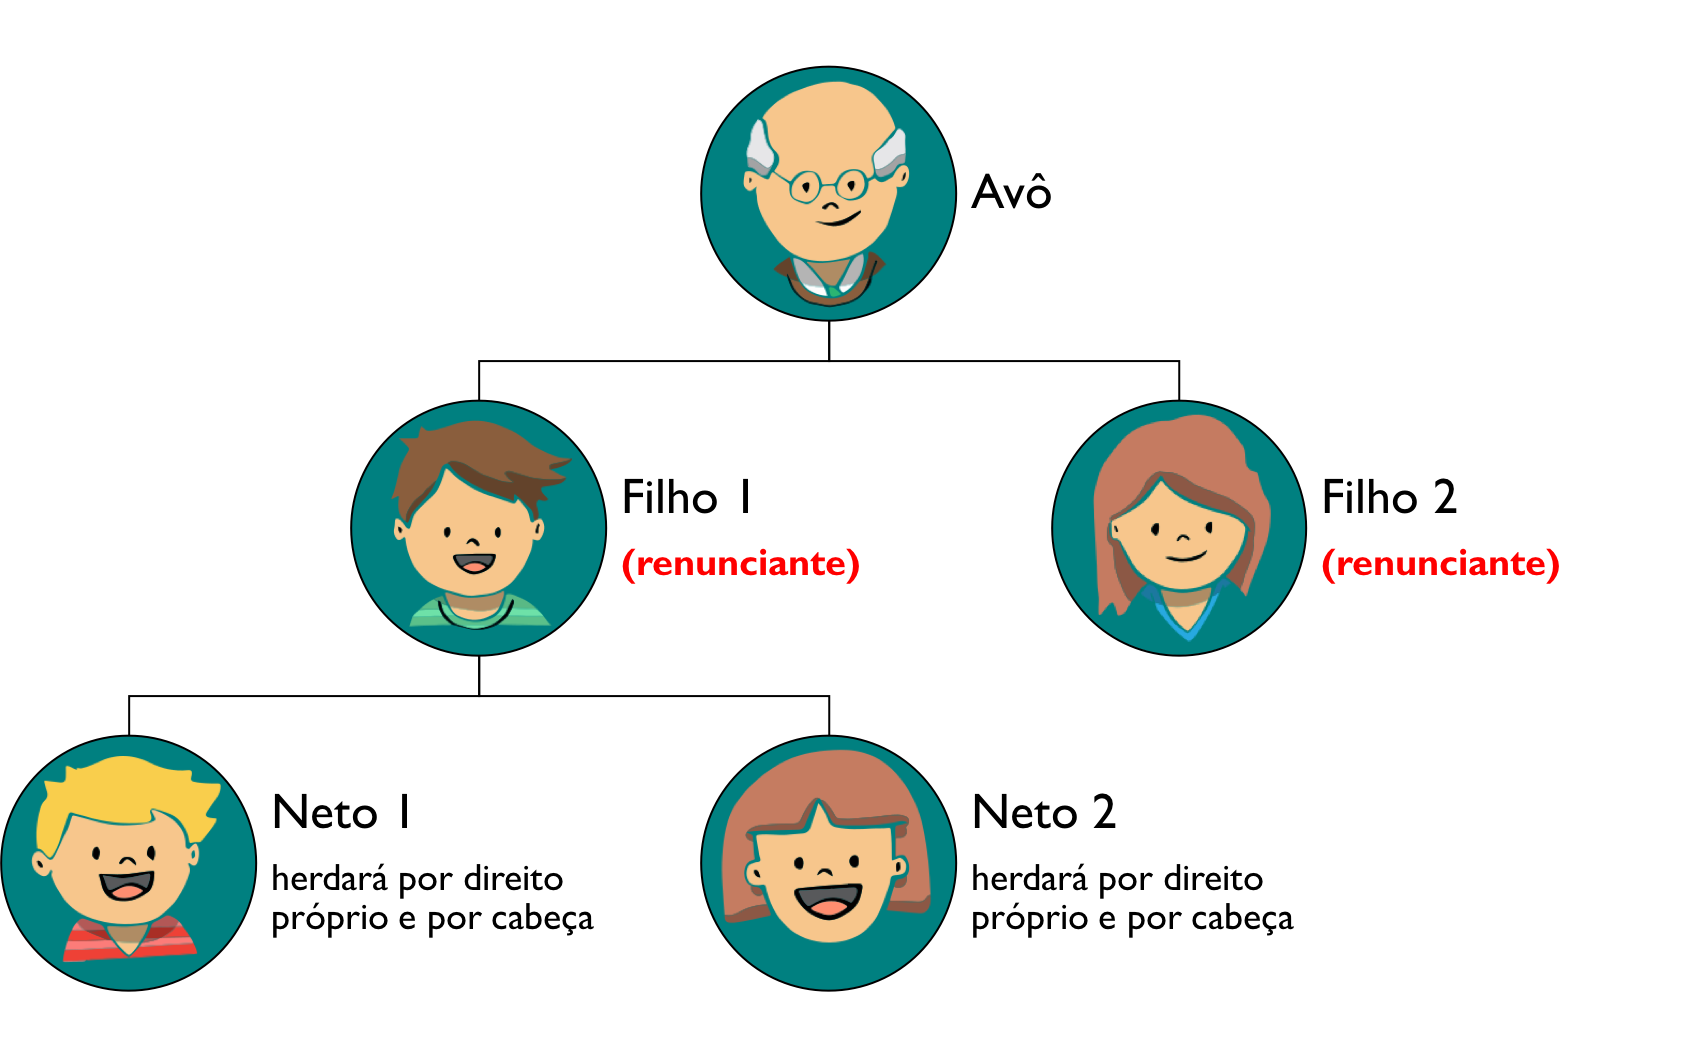 Avô
Filho 1
(renunciante)
Filho 2
(renunciante)
Neto 1
herdará por direito
próprio e por cabeça
Neto 2
herdará por direito
próprio e por cabeça